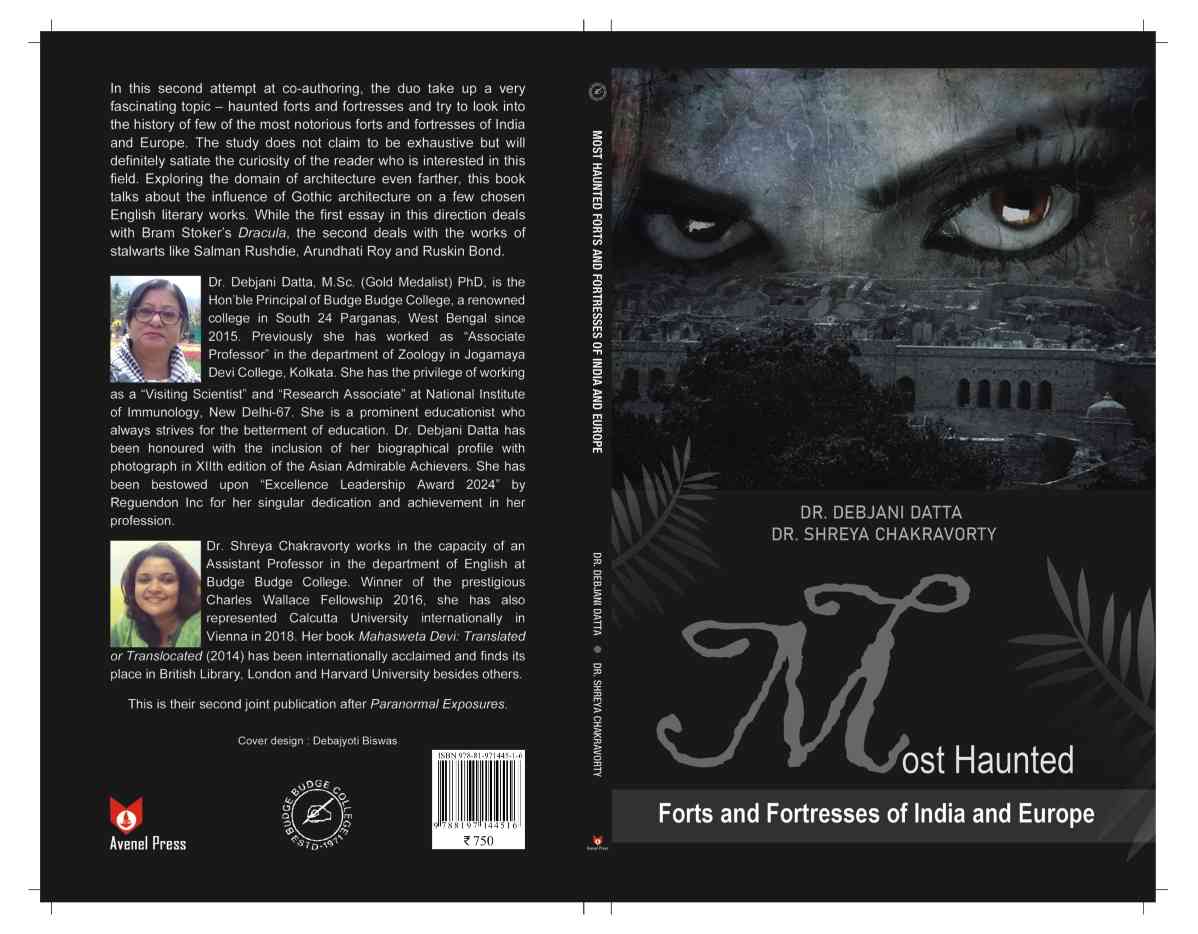 In this second attempt at co-authoring, the duo take up a very
fascinating topic – haunted forts and fortresses and try to look into
the history of few of the most notorious forts and fortresses of India
and Europe. The study does not claim to be exhaustive but will
definitely satiate the curiosity of the reader who is interested in this
field. Exploring the domain of architecture even farther, this book
talks about the influence of Gothic architecture on a few chosen
English literary works. While the first essay in this direction deals
with Bram Stoker's Dracula, the second deals with the works of
stalwarts like Salman Rushdie, Arundhati Roy and Ruskin Bond.
Dr. Debjani Datta, M.Sc. (Gold Medalist) PhD, is the
Hon'ble Principal of Budge Budge College, a renowned
college in South 24 Parganas, West Bengal since
2015. Previously she has worked as “Associate
Professor” in the department of Zoology in Jogamaya
Devi College, Kolkata. She has the privilege of working
as a “Visiting Scientist” and “Research Associate” at National Institute
of Immunology, New Delhi-67. She is a prominent educationist who
always strives for the betterment of education. Dr. Debjani Datta has
been honoured with the inclusion of her biographical profile with
photograph in XIIth edition of the Asian Admirable Achievers. She has
been bestowed upon “Excellence Leadership Award 2024” by
Reguendon Inc for her singular dedication and achievement in her
profession.
Dr. Shreya Chakravorty works in the capacity of an
Assistant Professor in the department of English at
Budge Budge College. Winner of the prestigious
Charles Wallace Fellowship 2016, she has also
represented Calcutta University internationally in
Vienna in 2018. Her book Mahasweta Devi: Translated
or Translocated (2014) has been internationally acclaimed and finds its
place in British Library, London and Harvard University besides others.
This is their second joint publication after Paranormal Exposures.
Cover design : Debajyoti Biswas
Avenel Press
BUDGE BUDGE COLLEGE
ESTD-1971
ISBN 978-81-971445-1-6
9 788197 144516
₹ 750
MOST HAUNTED FORTS AND FORTRESSES OF INDIA AND EUROPE
DR. DEBJANI DATTA ● DR. SHREYA CHAKRAVORTY
Avenel Press
DR. DEBJANI DATTA
DR. SHREYA CHAKRAVORTY
Most Haunted
Forts and Fortresses of India and Europe